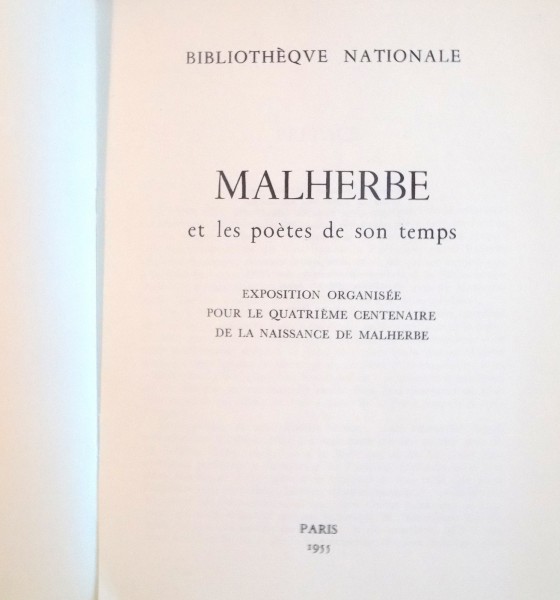 BIBLIOTHÈQVE NATIONALE
MALHERBE
et les poètes de son temps
EXPOSITION ORGANISÉE
POUR LE QUATRIÈME CENTENAIRE
DE LA NAISSANCE DE MALHERBE
PARIS
1955